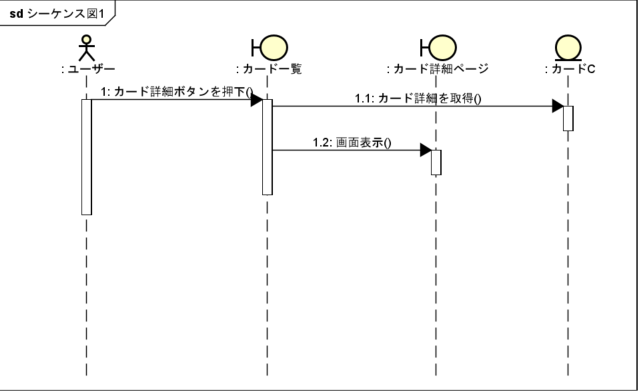 sd シーケンス図1
: ユーザー
: カード一覧
: カード詳細ページ
: カードC
1: カード詳細ボタンを押下()
1.1: カード詳細を取得()
1.2: 画面表示()